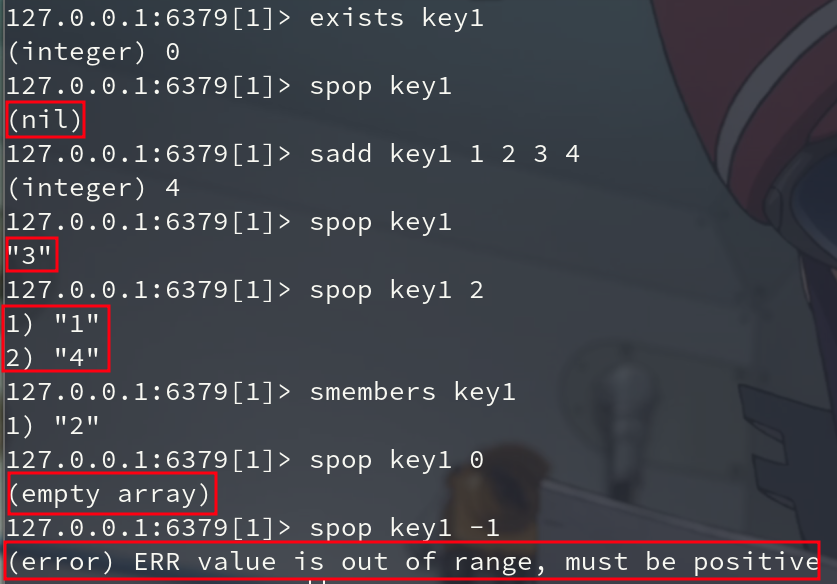 127.0.0.1:6379[1]> exists key1
(integer) 0
127.0.0.1:6379[1]> spop key1
(nil)
127.0.0.1:6379[1]> sadd key1 1 2 3 4
(integer) 4
127.0.0.1:6379[1]> spop key1
"3"
127.0.0.1:6379[1]> spop key1 2
1) "1"
2) "4"
127.0.0.1:6379[1]> smembers key1
1) "2"
127.0.0.1:6379[1]> spop key1 0
(empty array)
127.0.0.1:6379[1]> spop key1 -1
(error) ERR value is out of range, must be positive